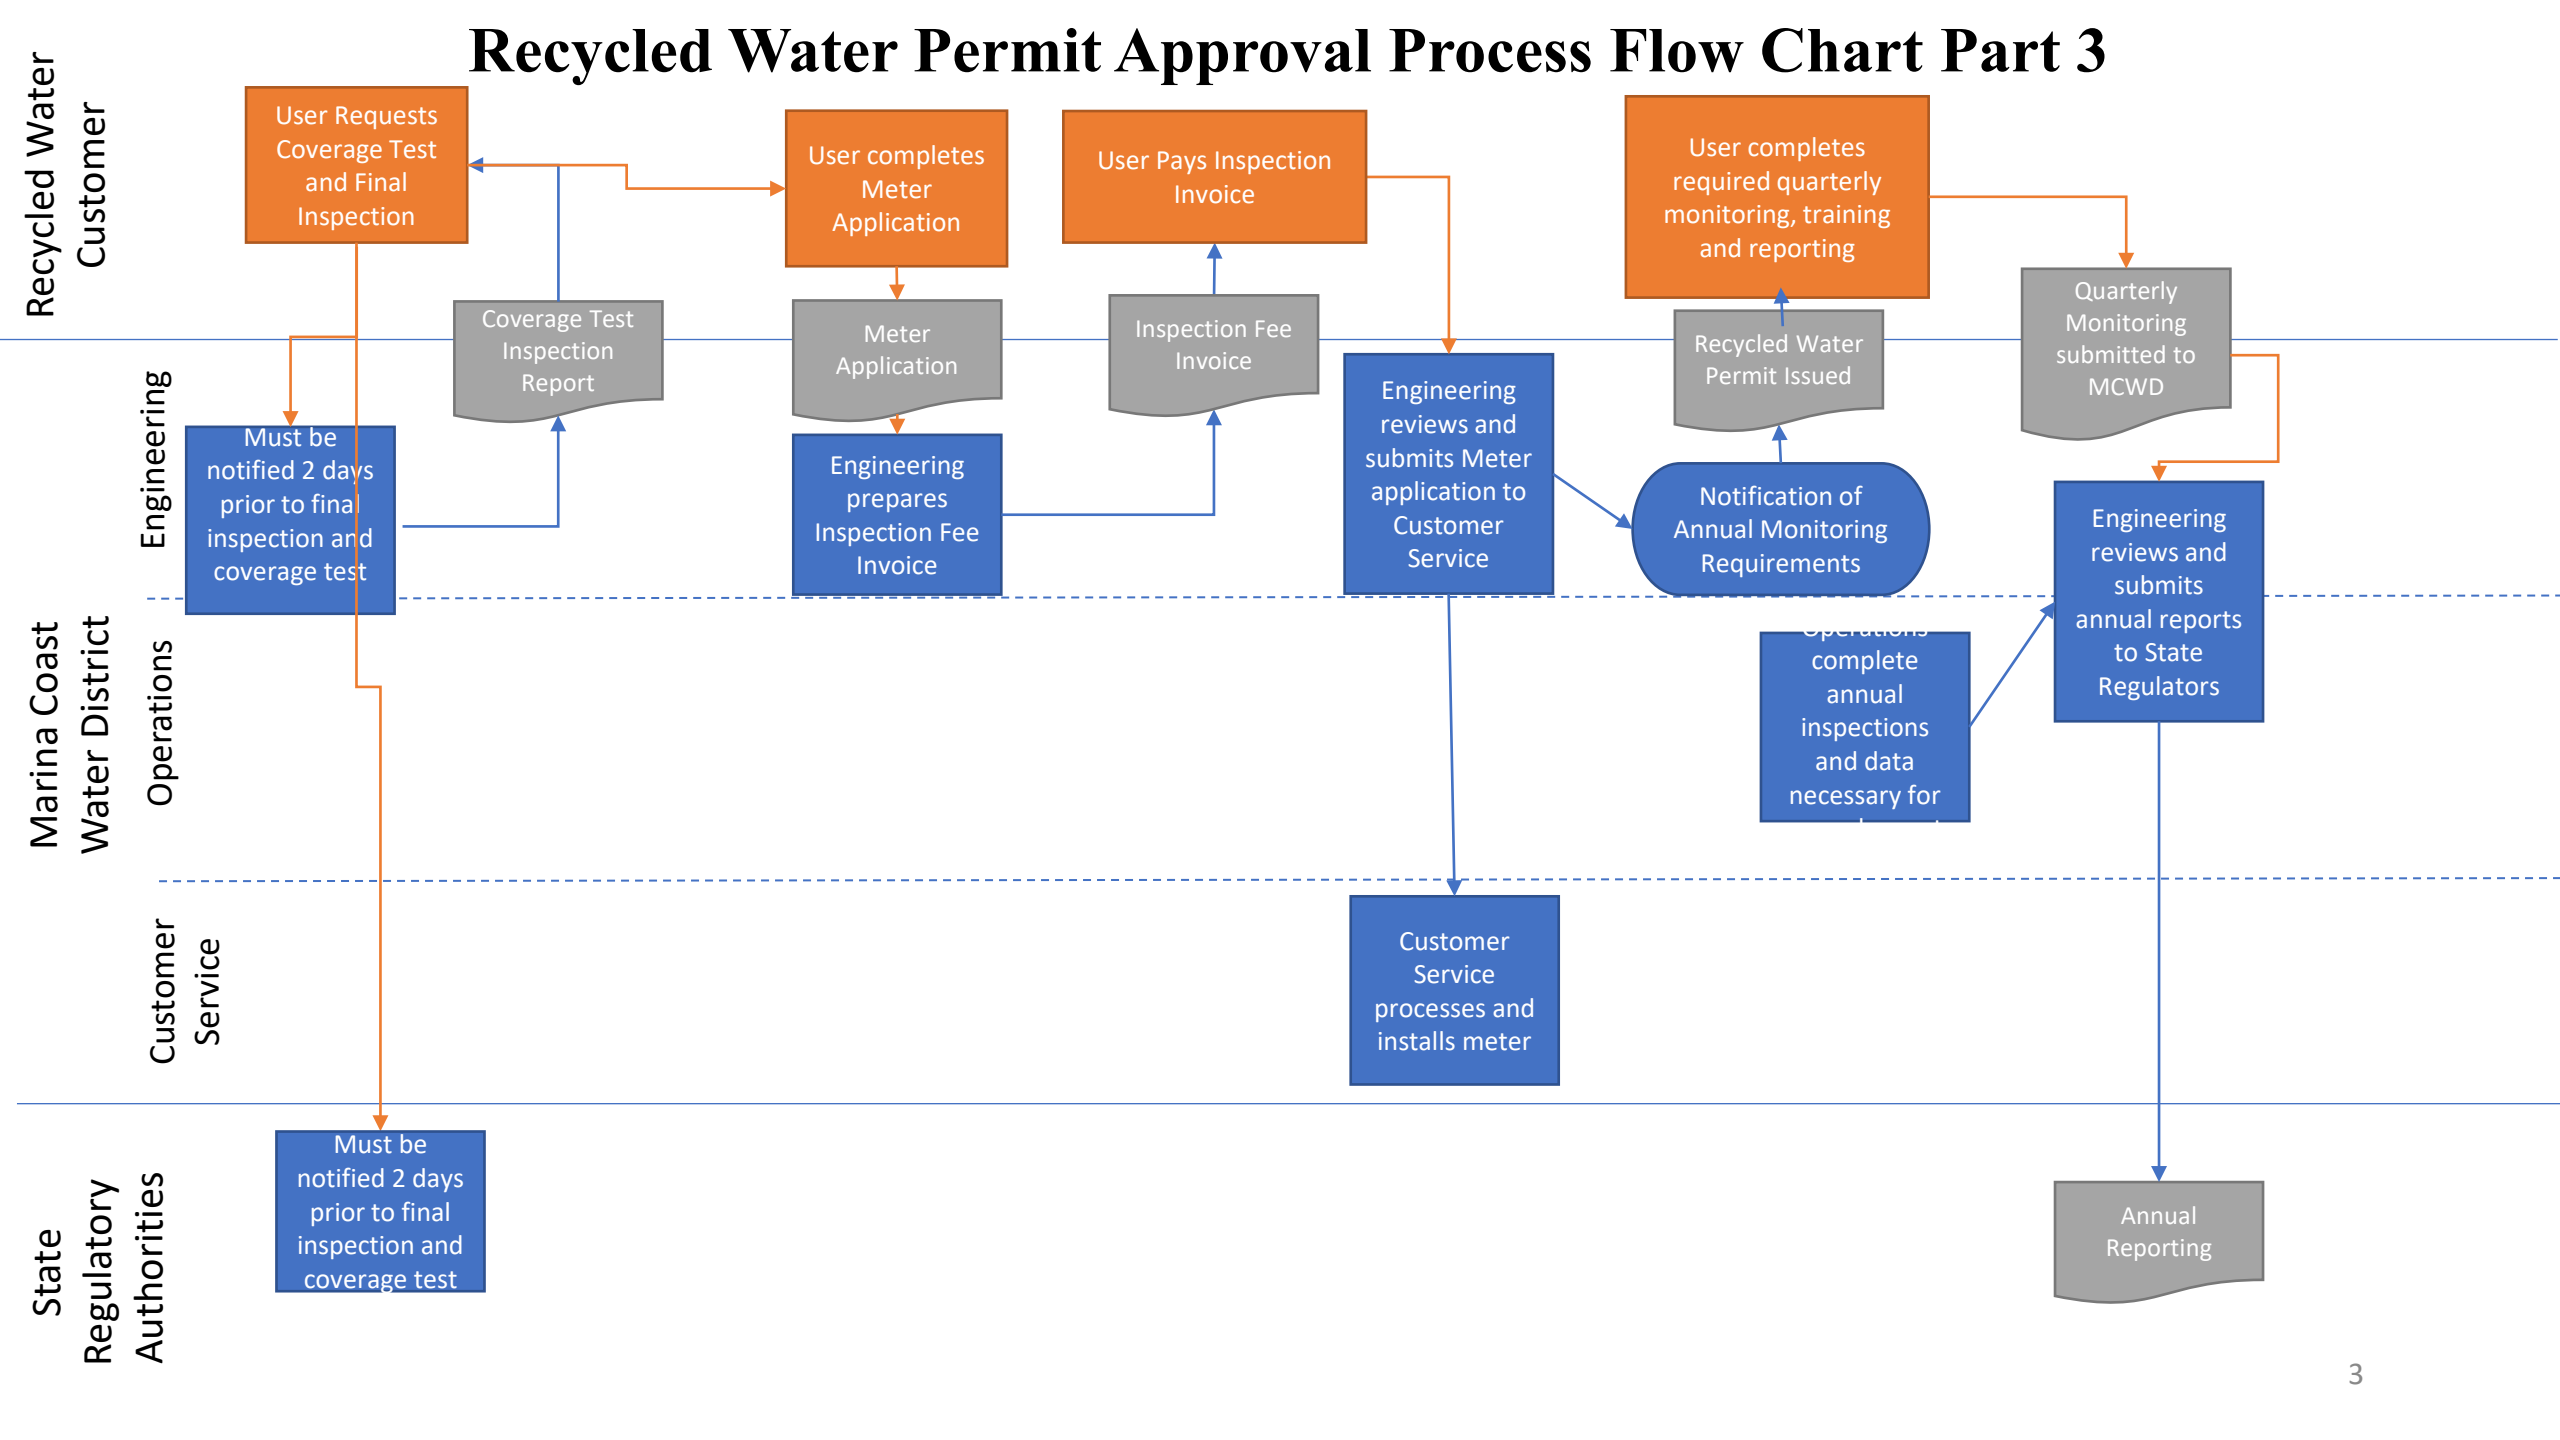 Recycled Water Permit Approval Process Flow Chart Part 3
Recycled Water
Customer
User Requests
Coverage Test
and Final
Inspection
User completes
Meter
Application
User Pays Inspection
Invoice
User completes
required quarterly
monitoring, training
and reporting
Coverage Test
Inspection
Report
Meter
Application
Inspection Fee
Invoice
Recycled Water
Permit Issued
Quarterly
Monitoring
submitted to
MCWD
Marina Coast
Water District
Engineering
Must be
notified 2 days
prior to final
inspection and
coverage test
Engineering
prepares
Inspection Fee
Invoice
Engineering
reviews and
submits Meter
application to
Customer
Service
Notification of
Annual Monitoring
Requirements
Engineering
reviews and
submits
annual reports
to State
Regulators
Operations
Operations
complete
annual
inspections
and data
necessary for
Customer
Service
Customer
Service
processes and
installs meter
State
Regulatory
Authorities
Must be
notified 2 days
prior to final
inspection and
coverage test
Annual
Reporting
3